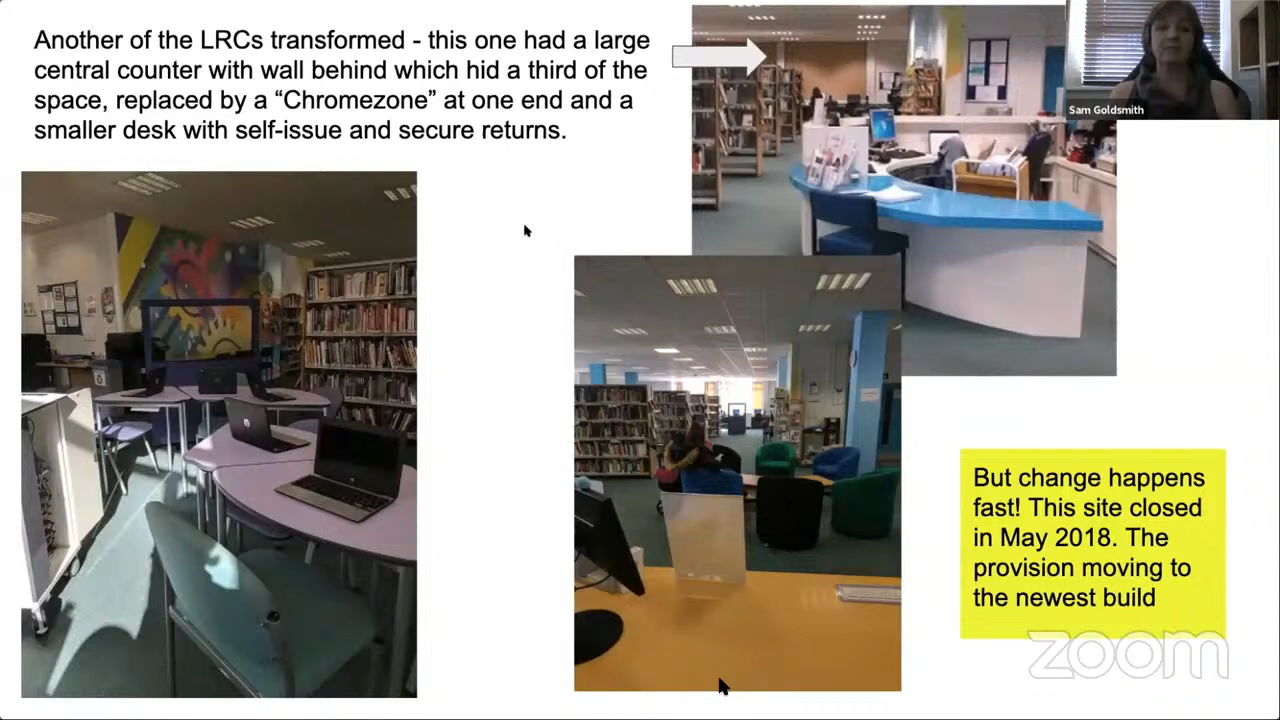 Another of the LRCs transformed - this one had a large
central counter with wall behind which hid a third of the
space, replaced by a “Chromezone” at one end and a
smaller desk with self-issue and secure returns.
Sam Goldsmith
But change happens
fast! This site closed
in May 2018. The
provision moving to
the newest build
zoom